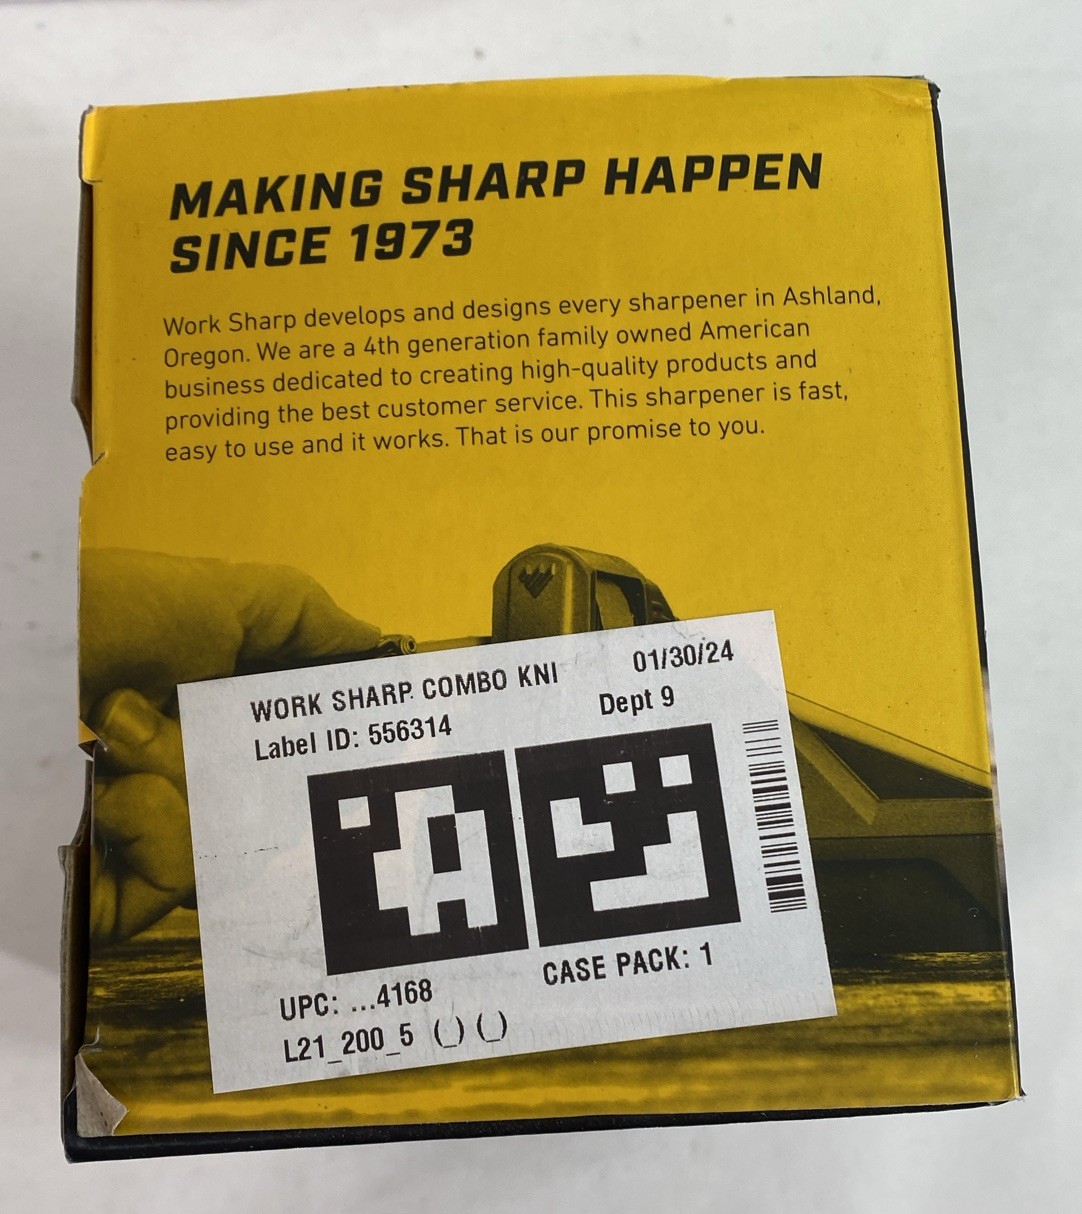 MAKING SHARP HAPPEN
SINCE 1973
Work Sharp develops and designs every sharpener in Ashland,
Oregon. We are a 4th generation family owned American
business dedicated to creating high-quality products and
providing the best customer service. This sharpener is fast,
easy to use and it works. That is our promise to you.
WORK SHARP COMBO KNI 01/30/24
Label ID: 556314 Dept 9
UPC: ...4168 CASE PACK: 1
L21_200_5 (_) (_)